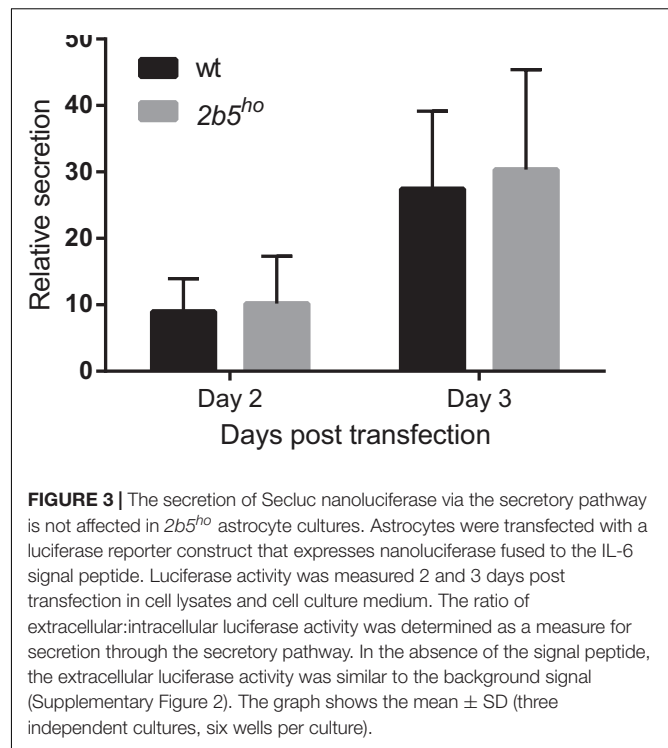 50
wt
2b5ho
40
30
20
10
0
Relative secretion
Day 2
Day 3
Days post transfection
FIGURE 3 | The secretion of Secluc nanoluciferase via the secretory pathway
is not affected in 2b5ho astrocyte cultures. Astrocytes were transfected with a
luciferase reporter construct that expresses nanoluciferase fused to the IL-6
signal peptide. Luciferase activity was measured 2 and 3 days post
transfection in cell lysates and cell culture medium. The ratio of
extracellular:intracellular luciferase activity was determined as a measure for
secretion through the secretory pathway. In the absence of the signal peptide,
the extracellular luciferase activity was similar to the background signal
(Supplementary Figure 2). The graph shows the mean ± SD (three
independent cultures, six wells per culture).